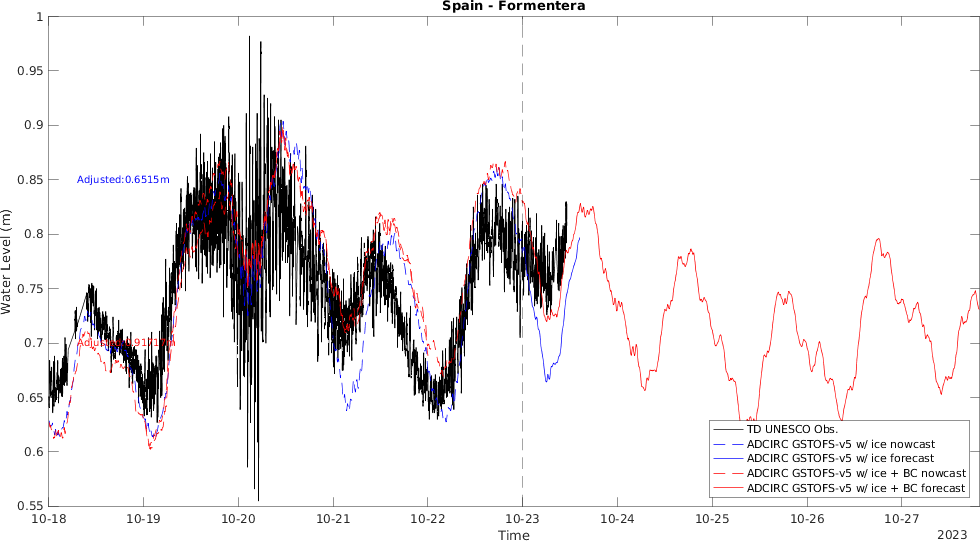 Spain - Formentera
1
0.95
0.9
0.85
0.8
0.75
0.7
0.65
0.6
0.55
Water Level (m)
Adjusted:0.6515m
10-18
10-19
10-20
10-21
10-22
10-23
10-24
10-25
10-26
10-27
Time
2023
TD UNESCO Obs.
ADCIRC GSTOFS-v5 w/ ice nowcast
ADCIRC GSTOFS-v5 w/ ice forecast
ADCIRC GSTOFS-v5 w/ ice + BC nowcast
ADCIRC GSTOFS-v5 w/ ice + BC forecast